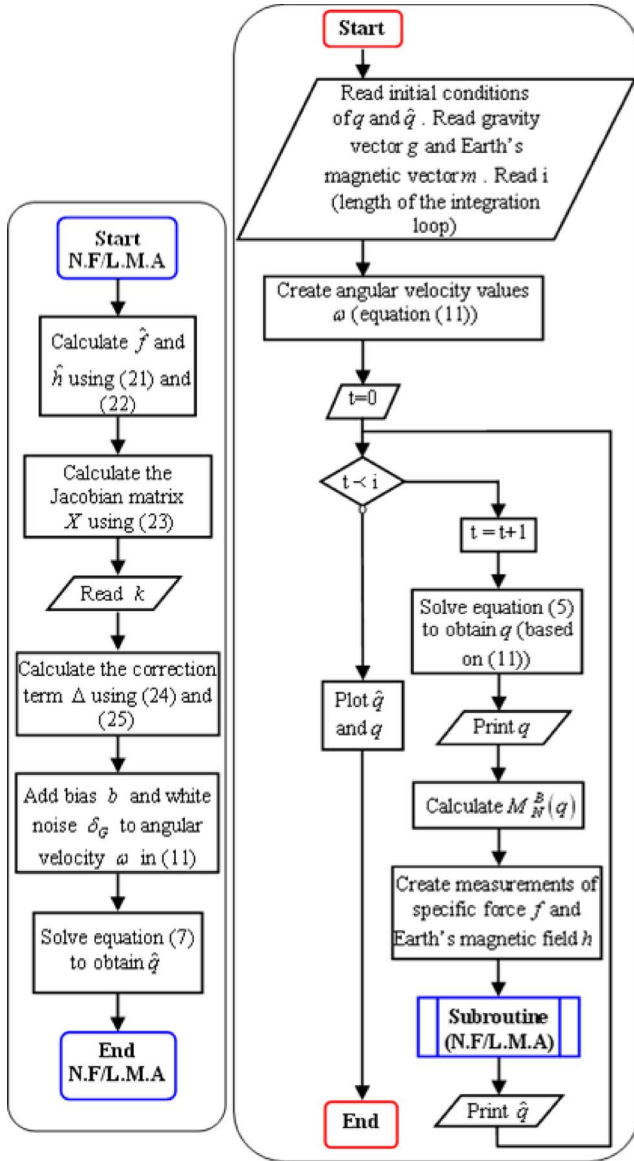 Start
N.F/L.M.A
Calculate f̂ and
ĥ using (21) and
(22)
Calculate the
Jacobian matrix
X using (23)
Read k
Calculate the correction
term Δ using (24) and
(25)
Add bias b and white
noise δ_G to angular
velocity ω in (11)
Solve equation (7)
to obtain q̂
End
N.F/L.M.A
Start
Read initial conditions
of q and q̂ . Read gravity
vector g and Earth's
magnetic vector m . Read i
(length of the integration
loop)
Create angular velocity values
ω (equation (11))
t=0
t < i
t = t+1
Solve equation (5)
to obtain q (based
on (11))
Print q
Calculate M_N^B(q)
Create measurements of
specific force f and
Earth's magnetic field h
Subroutine
(N.F/L.M.A)
Print q̂
Plot q̂
and q
End